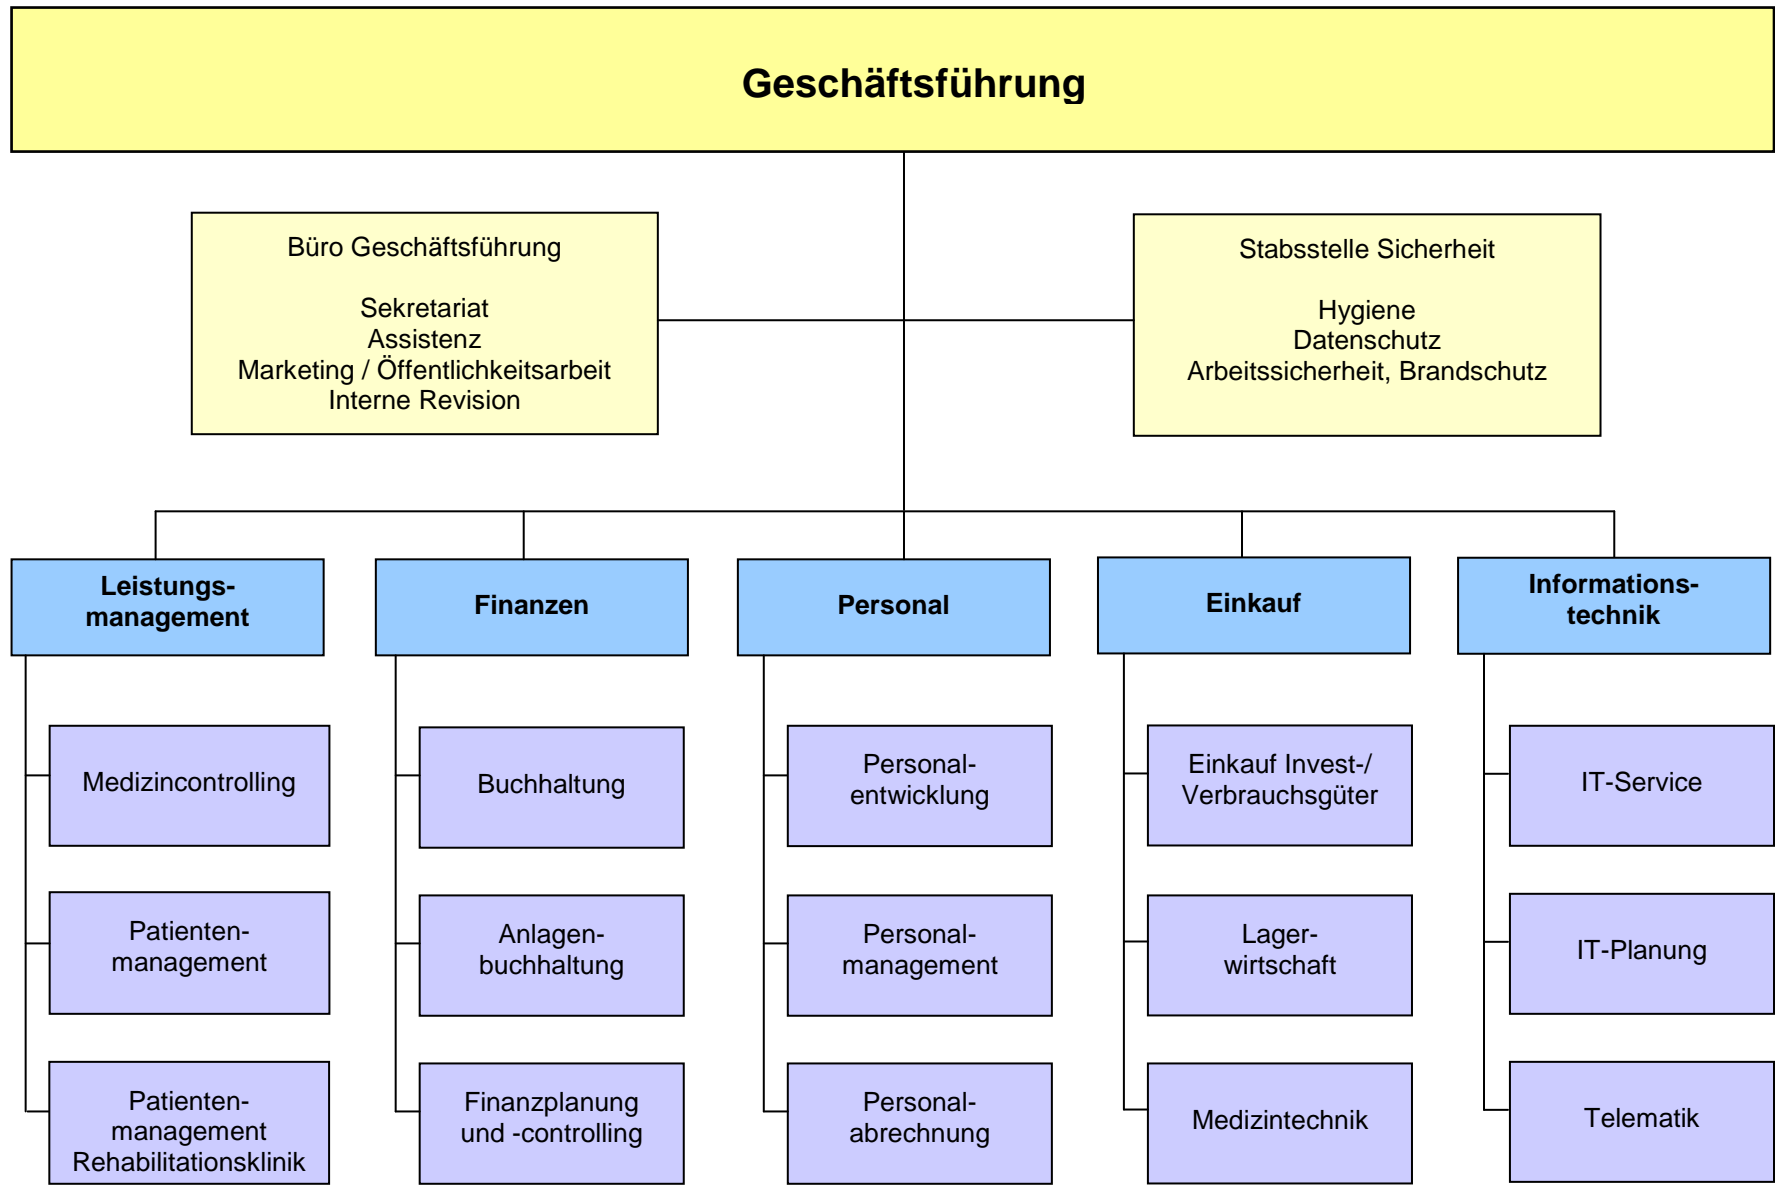 Geschäftsführung
Büro Geschäftsführung
Sekretariat
Assistenz
Marketing / Öffentlichkeitsarbeit
Interne Revision
Stabsstelle Sicherheit
Hygiene
Datenschutz
Arbeitssicherheit, Brandschutz
Leistungs-
management
Finanzen
Personal
Einkauf
Informations-
technik
Medizincontrolling
Patienten-
management
Patienten-
management
Rehabilitationsklinik
Buchhaltung
Anlagen-
buchhaltung
Finanzplanung
und -controlling
Personal-
entwicklung
Personal-
management
Personal-
abrechnung
Einkauf Invest-/
Verbrauchsgüter
Lager-
wirtschaft
Medizintechnik
IT-Service
IT-Planung
Telematik